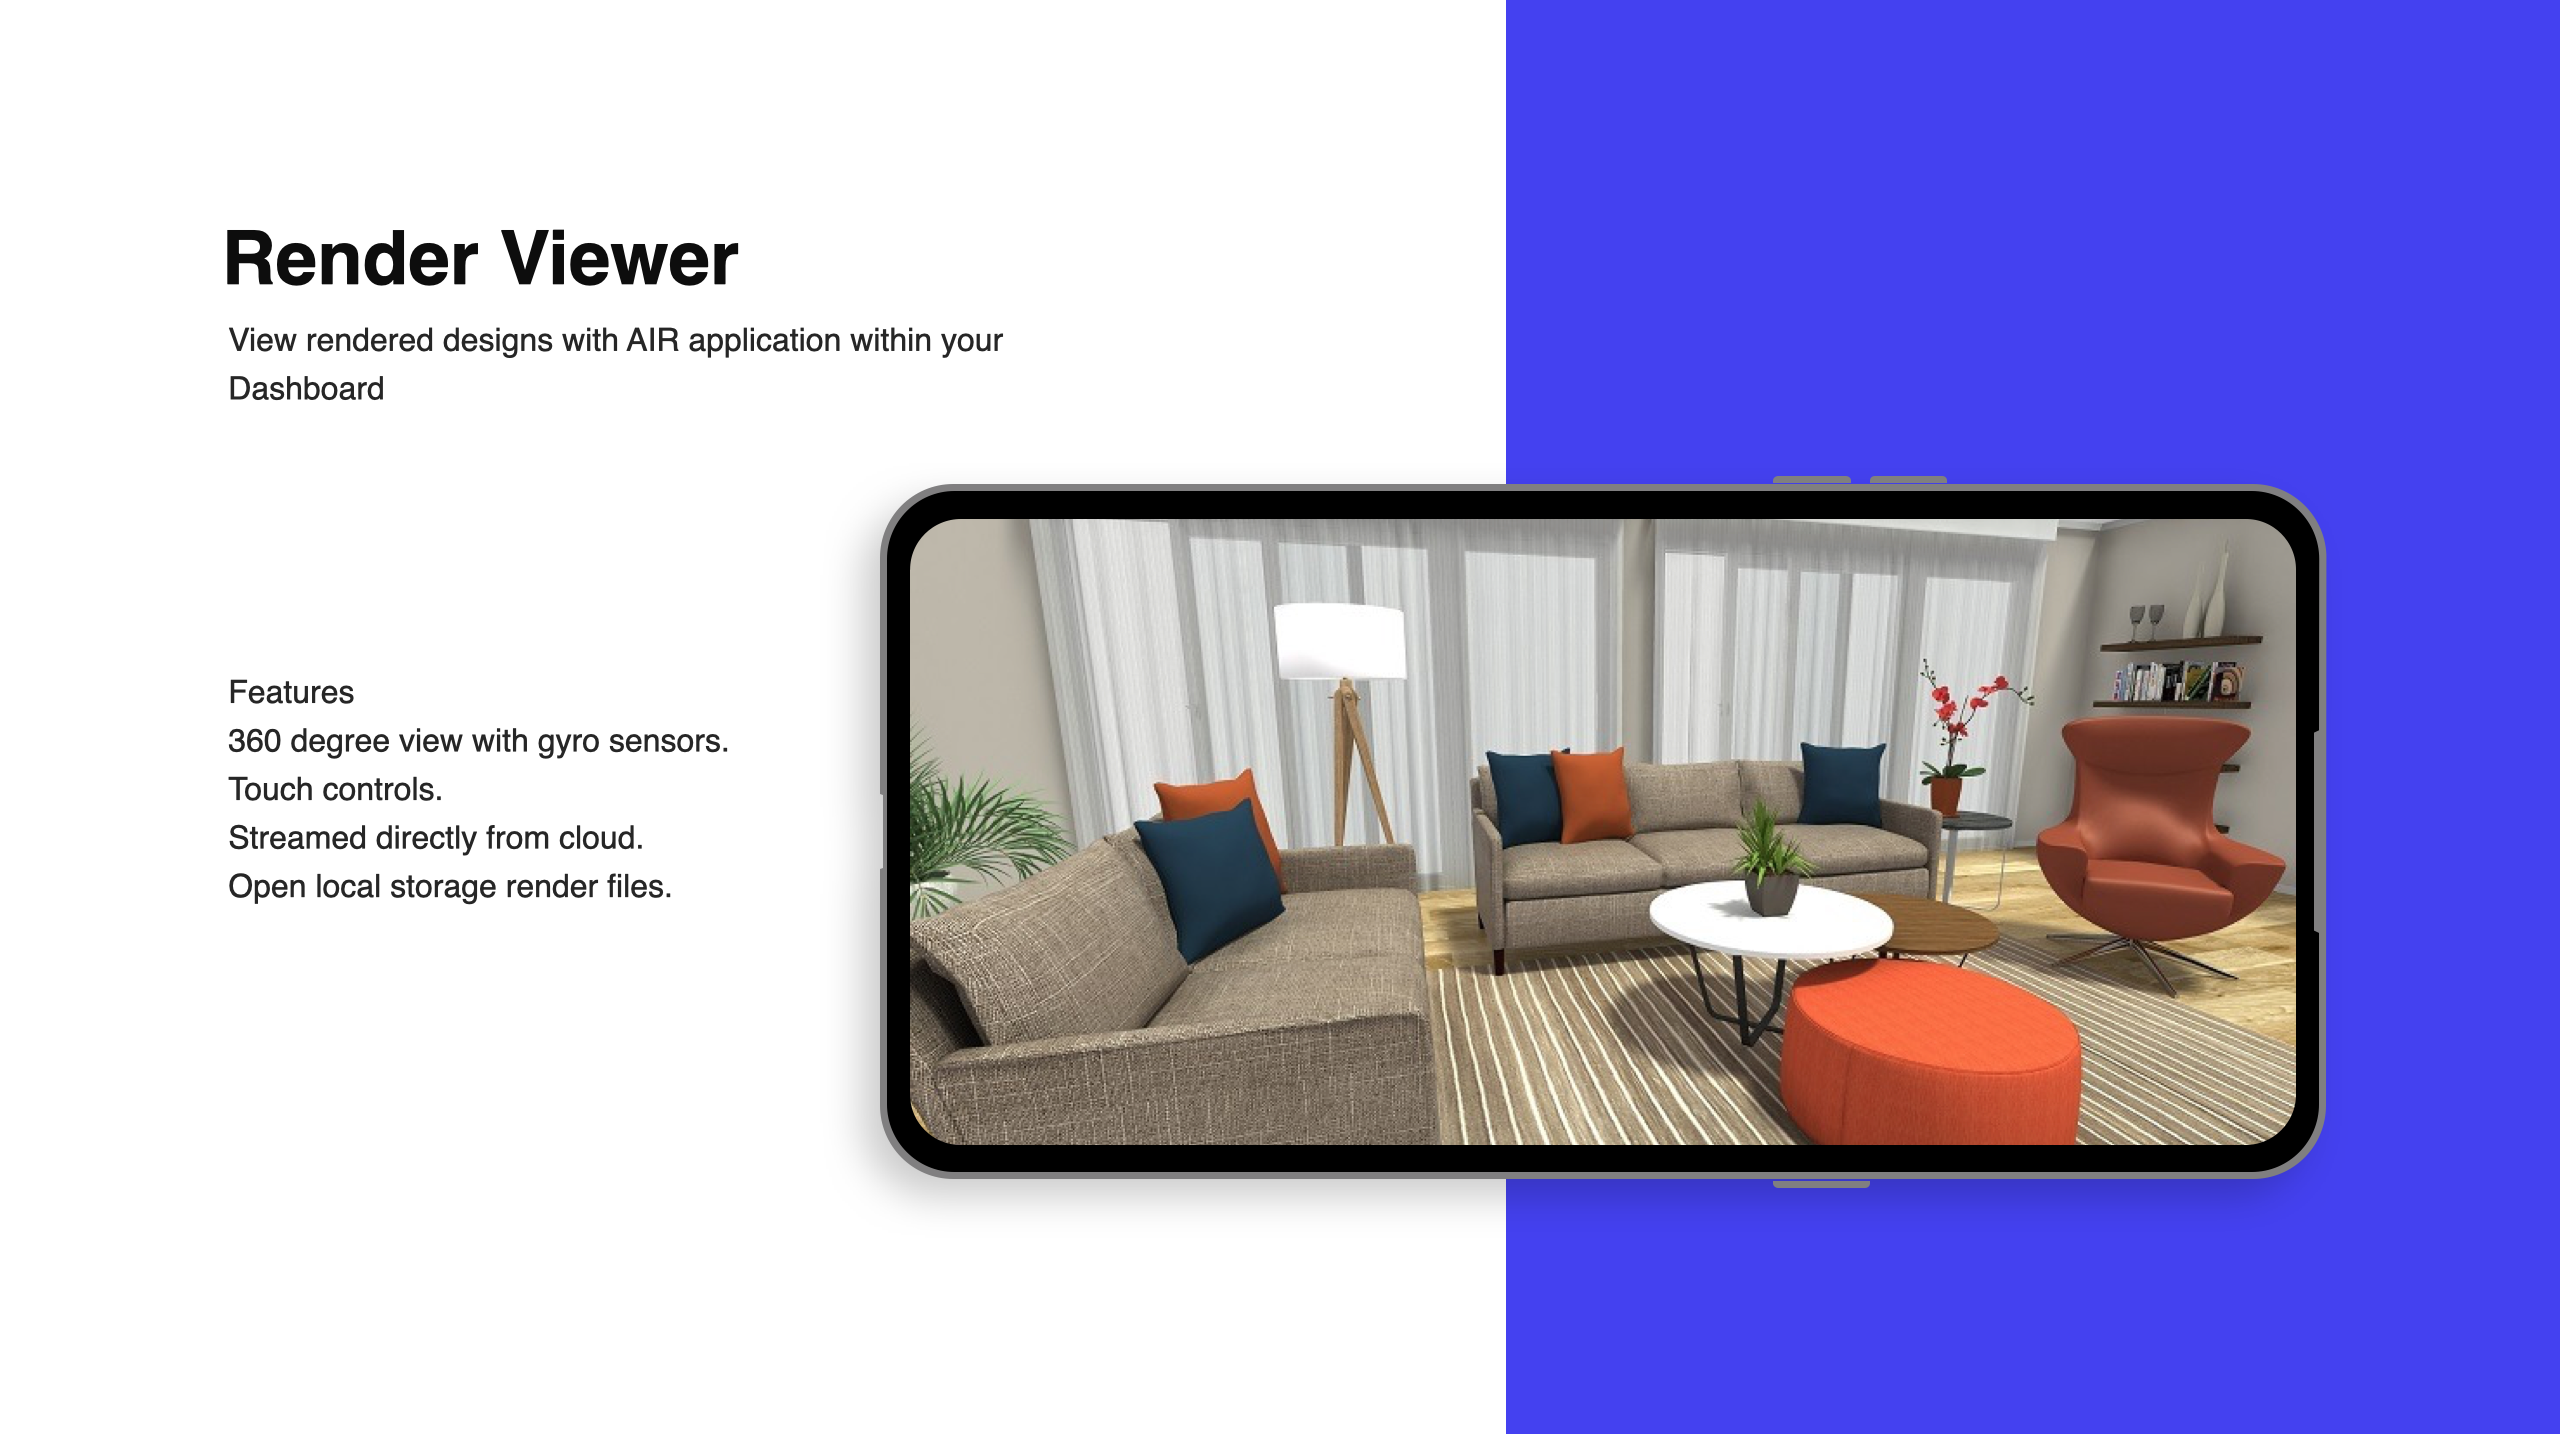 Render Viewer
View rendered designs with AIR application within your
Dashboard
Features
360 degree view with gyro sensors.
Touch controls.
Streamed directly from cloud.
Open local storage render files.